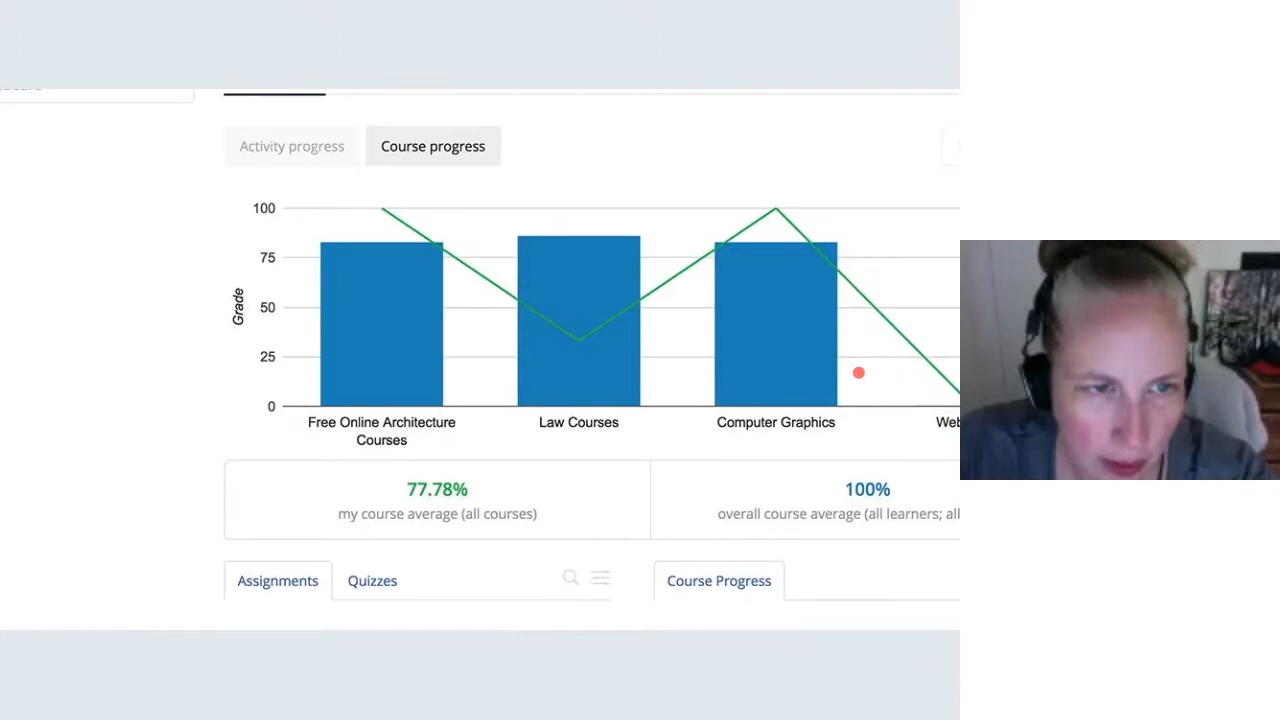 Activity progress
Course progress
100
75
50
25
0
Grade
Free Online Architecture
Courses
Law Courses
Computer Graphics
Web
77.78%
my course average (all courses)
100%
overall course average (all learners; all
Assignments
Quizzes
Course Progress